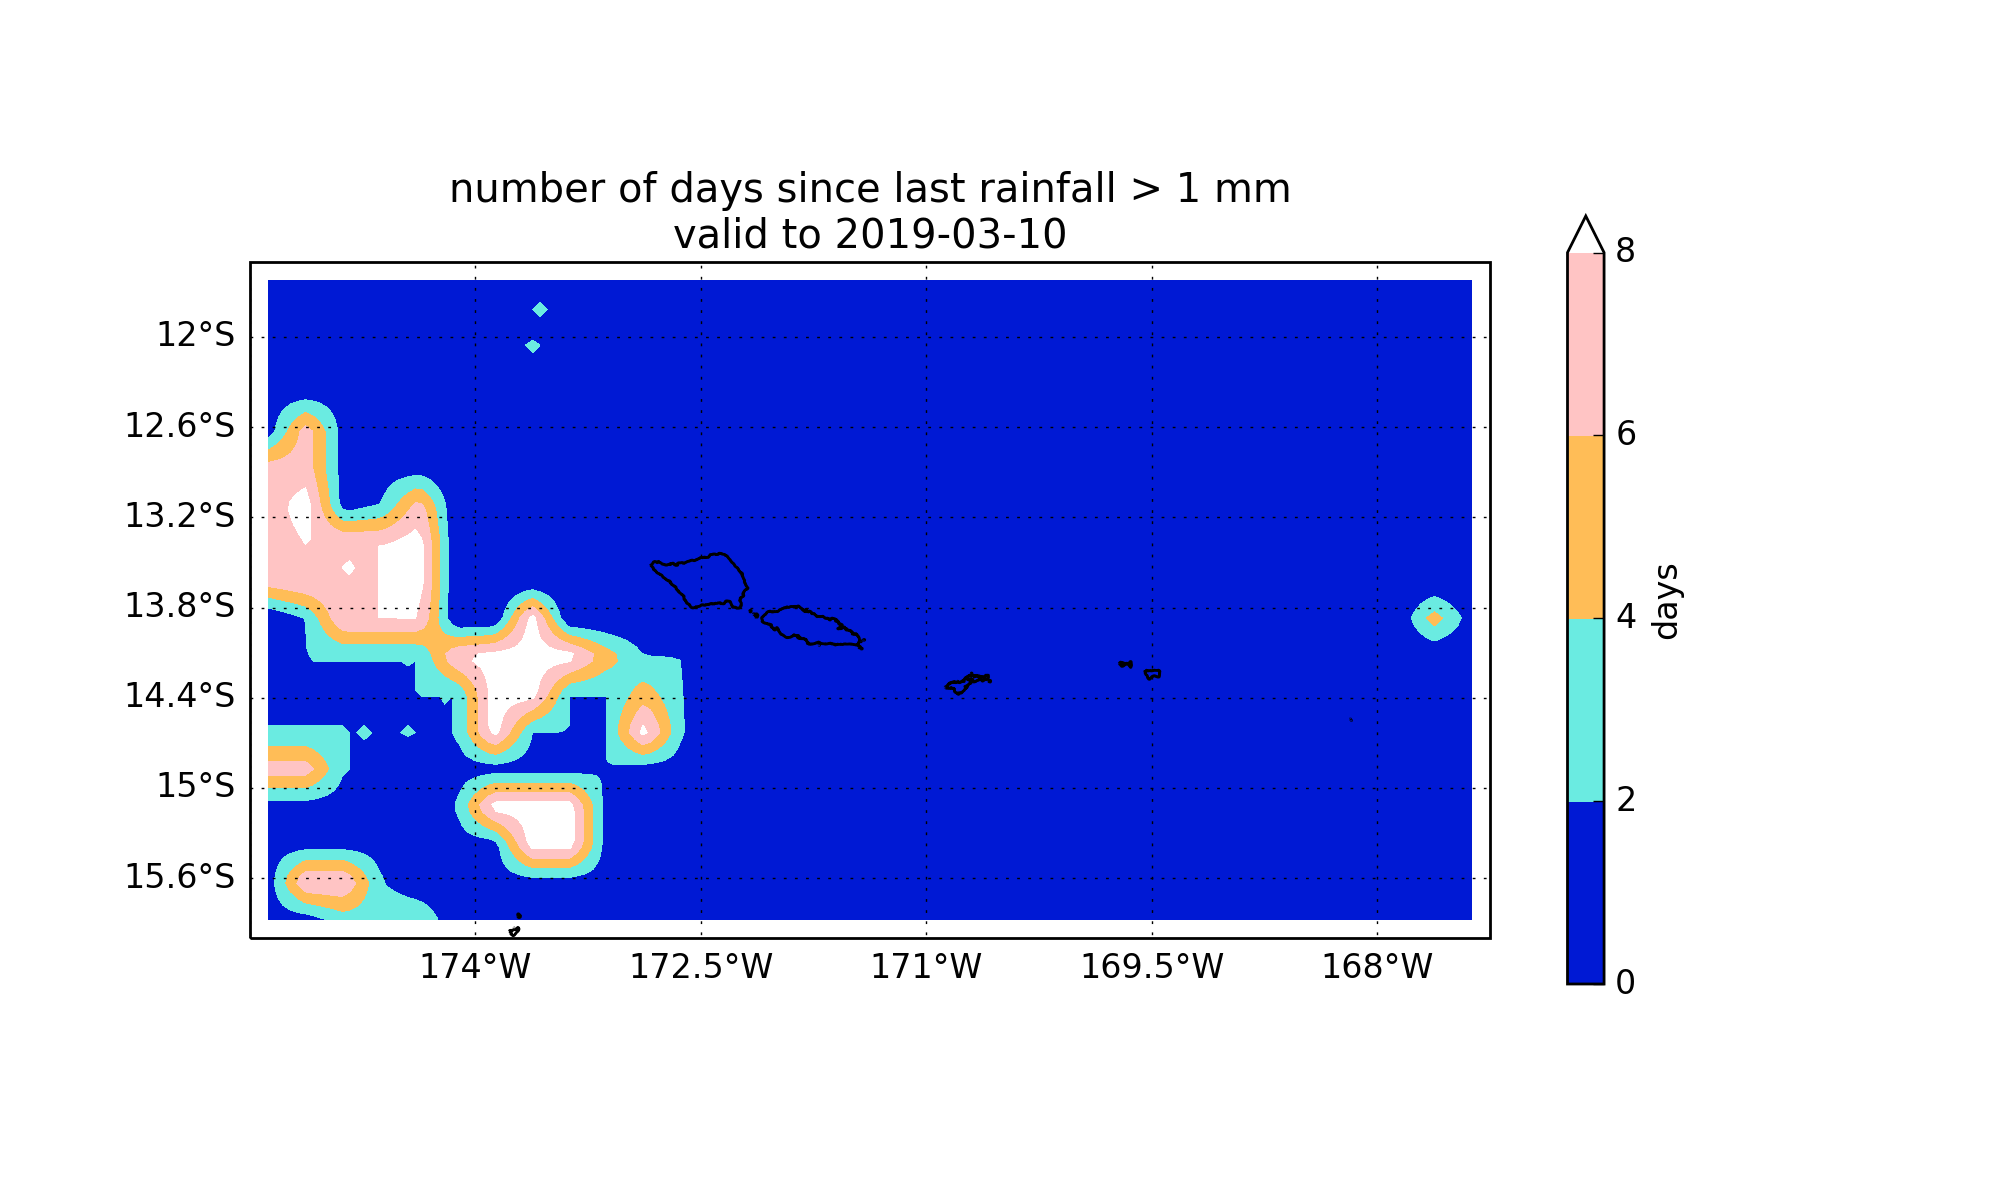 number of days since last rainfall > 1 mm
valid to 2019-03-10
12°S
12.6°S
13.2°S
13.8°S
14.4°S
15°S
15.6°S
174°W
172.5°W
171°W
169.5°W
168°W
8
6
4
2
0
days